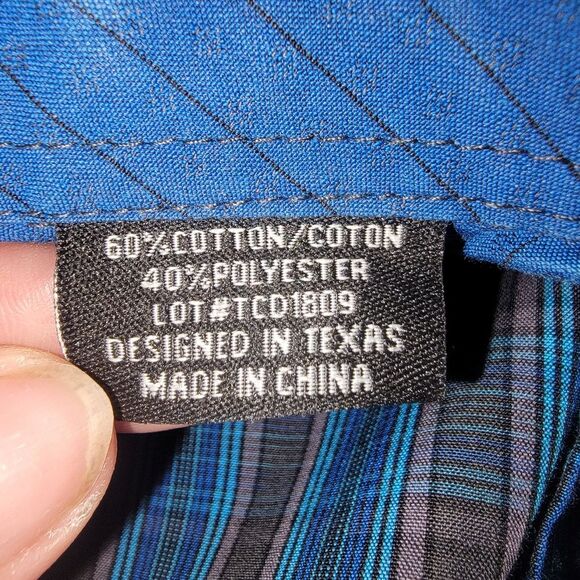 60%COTTON/COTON
40%POLYESTER
LOT#TCD1809
DESIGNED IN TEXAS
MADE IN CHINA